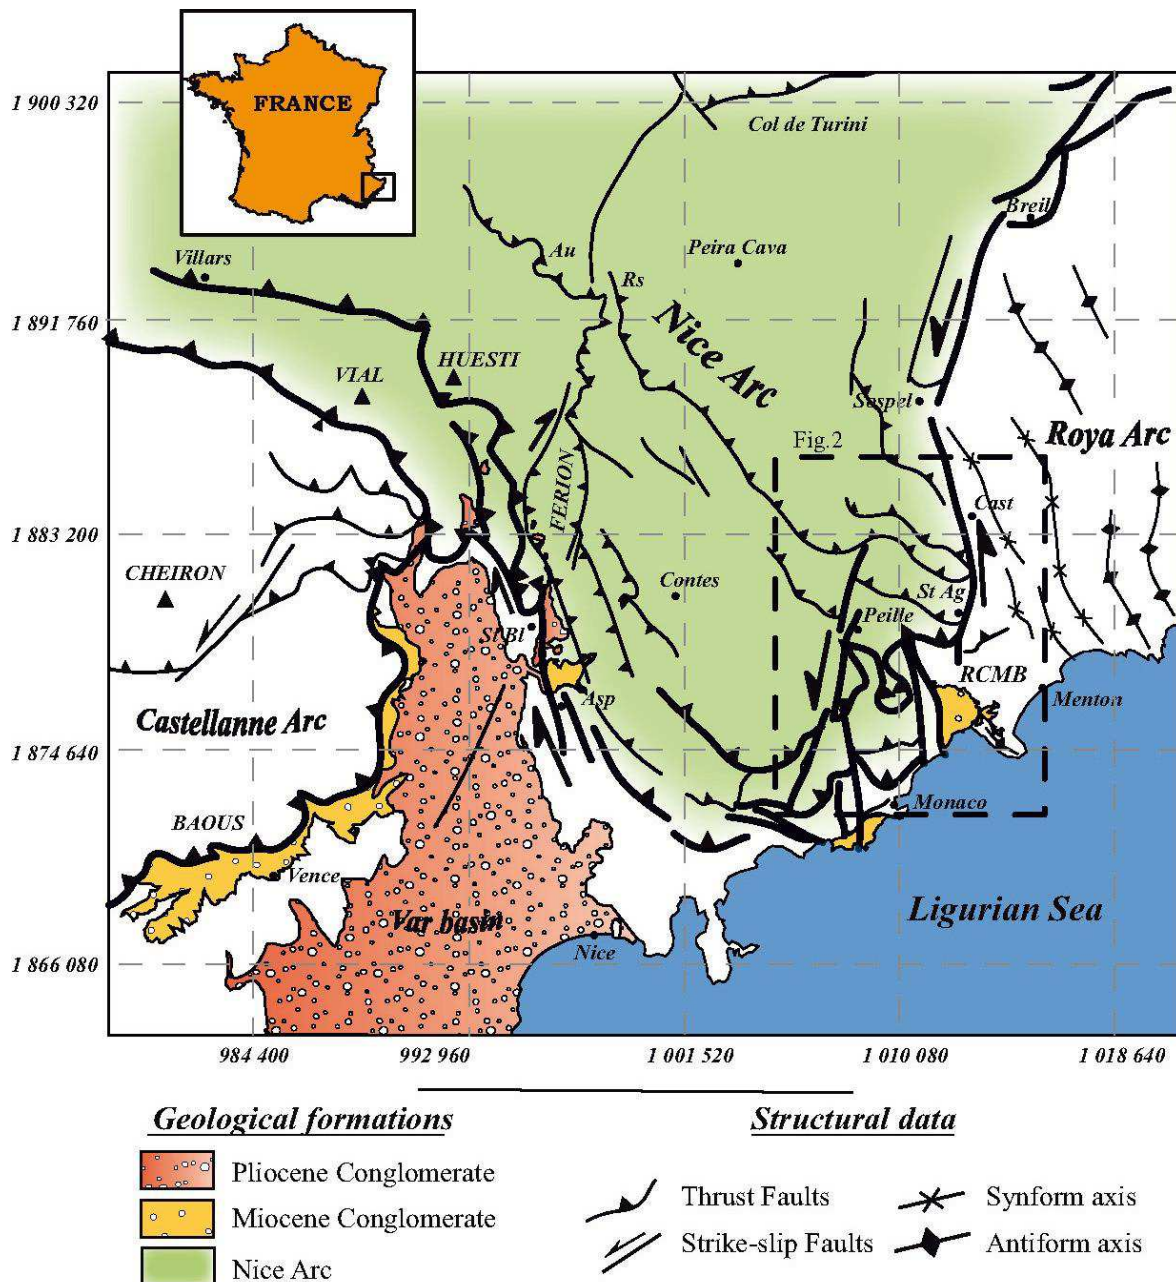 FRANCE
1 900 320
Col de Turini
Breil
Villars
Au
Peira Cava
Rs
1 891 760
Nice Arc
HUESTI
VIAL
Sospel
Roya Arc
Fig.2
FERION
Cast
1 883 200
CHEIRON
Contes
St Ag
St Bl
Peille
RCMB
Menton
Asp
Castellanne Arc
1 874 640
Monaco
BAOUS
Vence
Var basin
Ligurian Sea
Nice
1 866 080
984 400
992 960
1 001 520
1 010 080
1 018 640
Geological formations
Structural data
Pliocene Conglomerate
Thrust Faults
Synform axis
Miocene Conglomerate
Strike-slip Faults
Antiform axis
Nice Arc